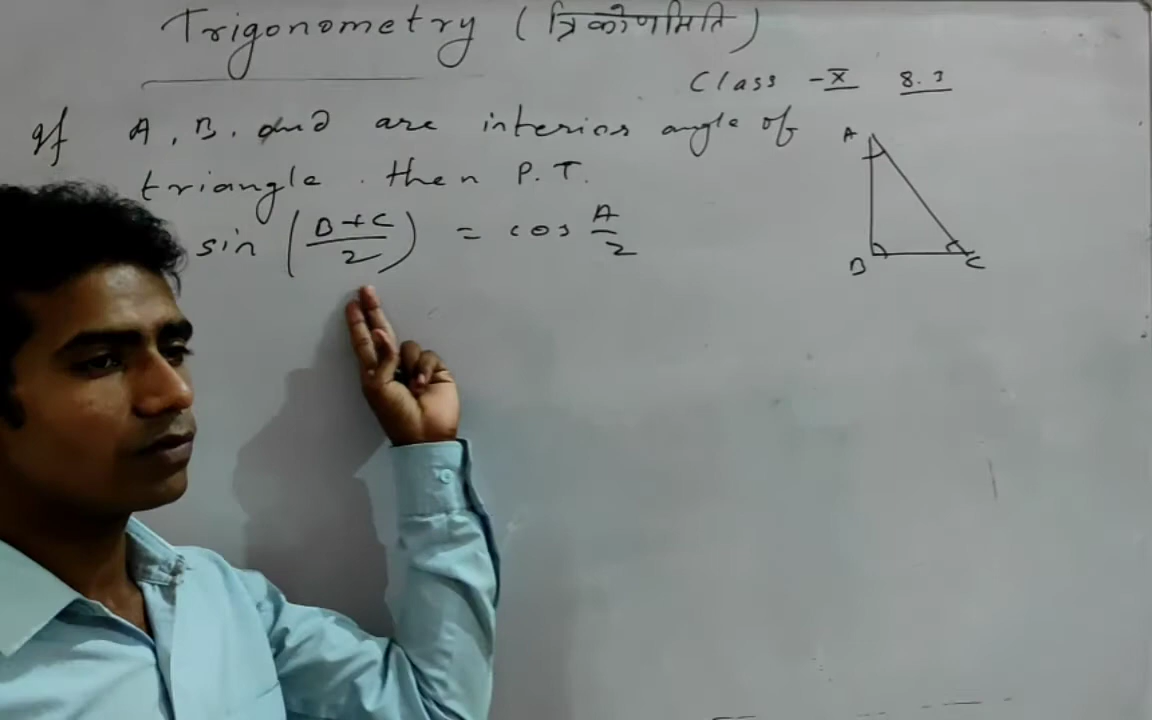 Trigonometry (त्रिकोणमिति)
Class - X 8.3
If A, B, and are interior angle of
triangle. then P.T.
sin (B+C/2) = cos A/2
A
B C